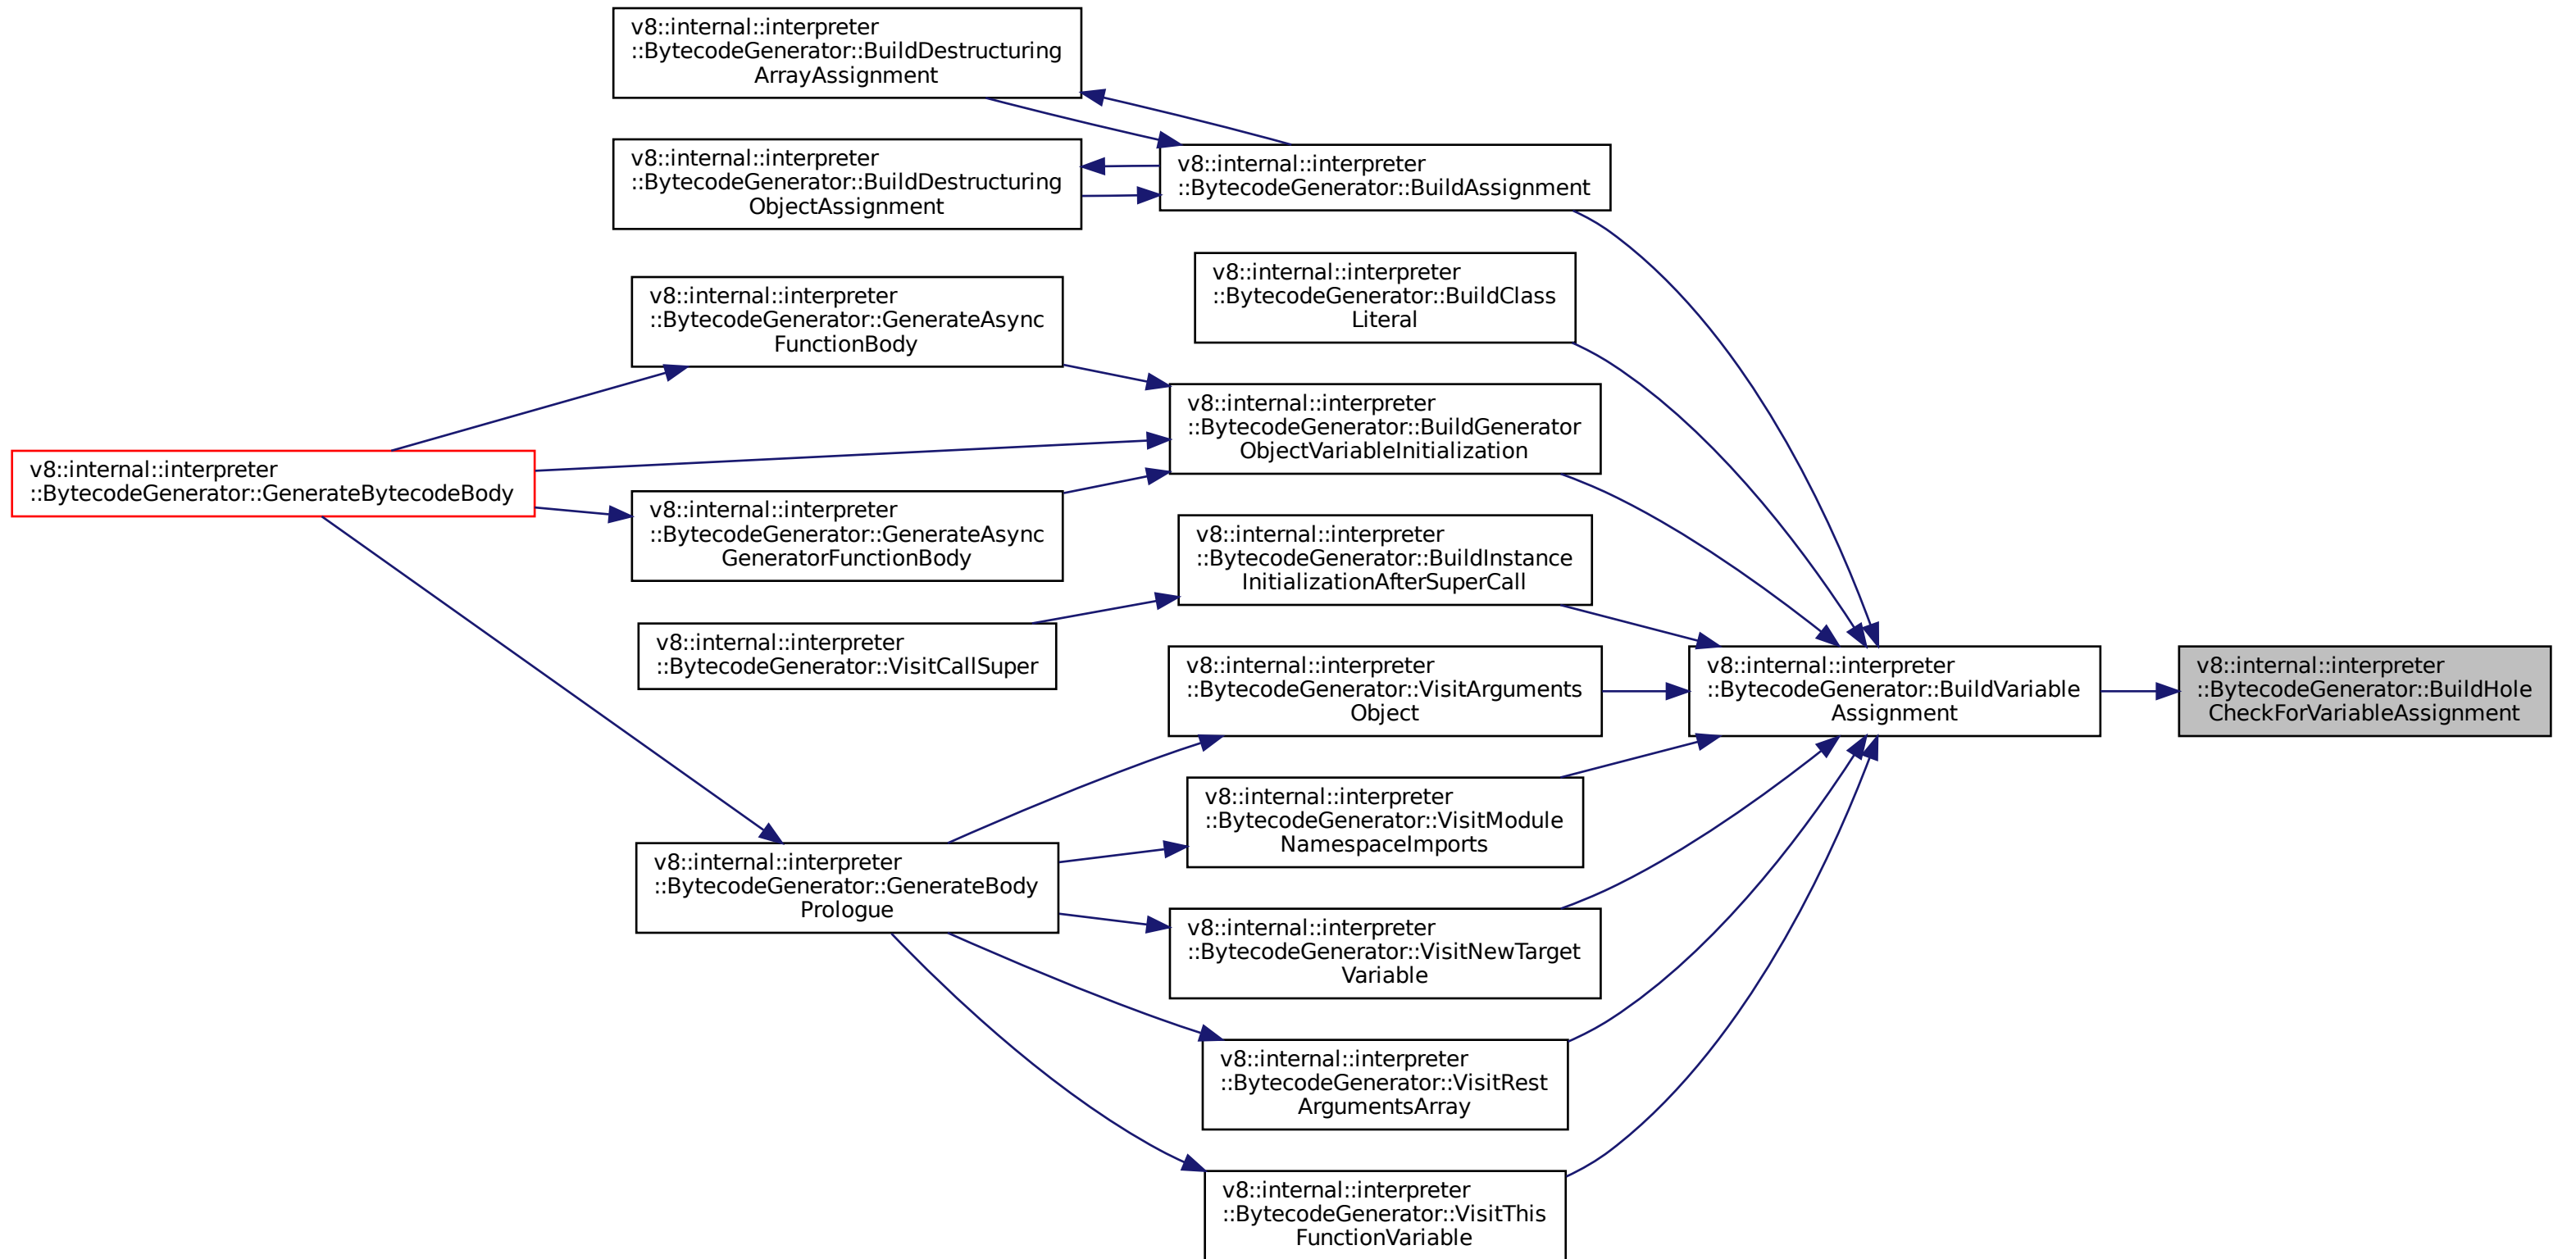 v8::internal::interpreter
::BytecodeGenerator::BuildDestructuring
ArrayAssignment
v8::internal::interpreter
::BytecodeGenerator::BuildDestructuring
ObjectAssignment
v8::internal::interpreter
::BytecodeGenerator::BuildAssignment
v8::internal::interpreter
::BytecodeGenerator::BuildClass
Literal
v8::internal::interpreter
::BytecodeGenerator::GenerateAsync
FunctionBody
v8::internal::interpreter
::BytecodeGenerator::BuildGenerator
ObjectVariableInitialization
v8::internal::interpreter
::BytecodeGenerator::GenerateBytecodeBody
v8::internal::interpreter
::BytecodeGenerator::GenerateAsync
GeneratorFunctionBody
v8::internal::interpreter
::BytecodeGenerator::BuildInstance
InitializationAfterSuperCall
v8::internal::interpreter
::BytecodeGenerator::VisitCallSuper
v8::internal::interpreter
::BytecodeGenerator::VisitArguments
Object
v8::internal::interpreter
::BytecodeGenerator::BuildVariable
Assignment
v8::internal::interpreter
::BytecodeGenerator::BuildHole
CheckForVariableAssignment
v8::internal::interpreter
::BytecodeGenerator::VisitModule
NamespaceImports
v8::internal::interpreter
::BytecodeGenerator::GenerateBody
Prologue
v8::internal::interpreter
::BytecodeGenerator::VisitNewTarget
Variable
v8::internal::interpreter
::BytecodeGenerator::VisitRest
ArgumentsArray
v8::internal::interpreter
::BytecodeGenerator::VisitThis
FunctionVariable